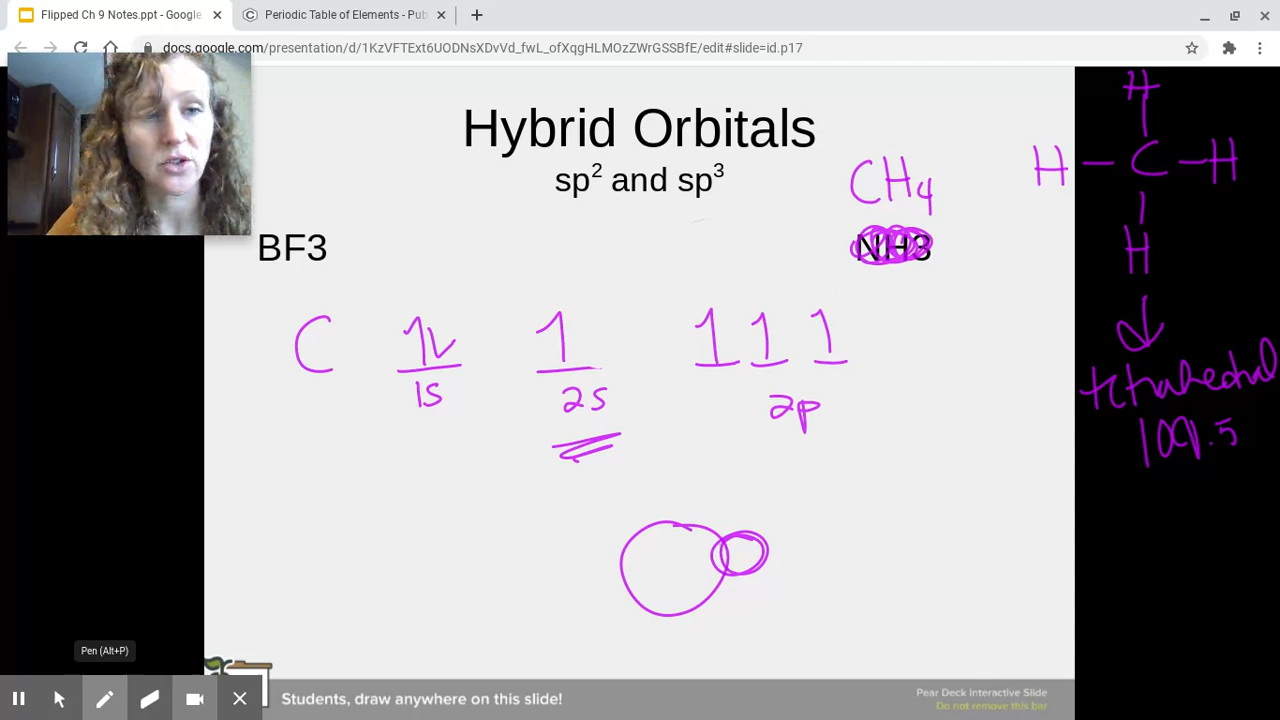 Flipped Ch 9 Notes.ppt - Google
Periodic Table of Elements - Pub
docs.google.com/presentation/d/1KzVFTExt6UODNsXDvVd_fwL_ofXqgHLMOzZWrGSSBfE/edit#slide=id.p17
Hybrid Orbitals
sp² and sp³
CH4
BF3
NH3
H
H - C - H
H
tetrahedral
109.5
C
1s
2s
2p
Pen (Alt+P)
Students, draw anywhere on this slide!
Pear Deck Interactive Slide
Do not remove this bar